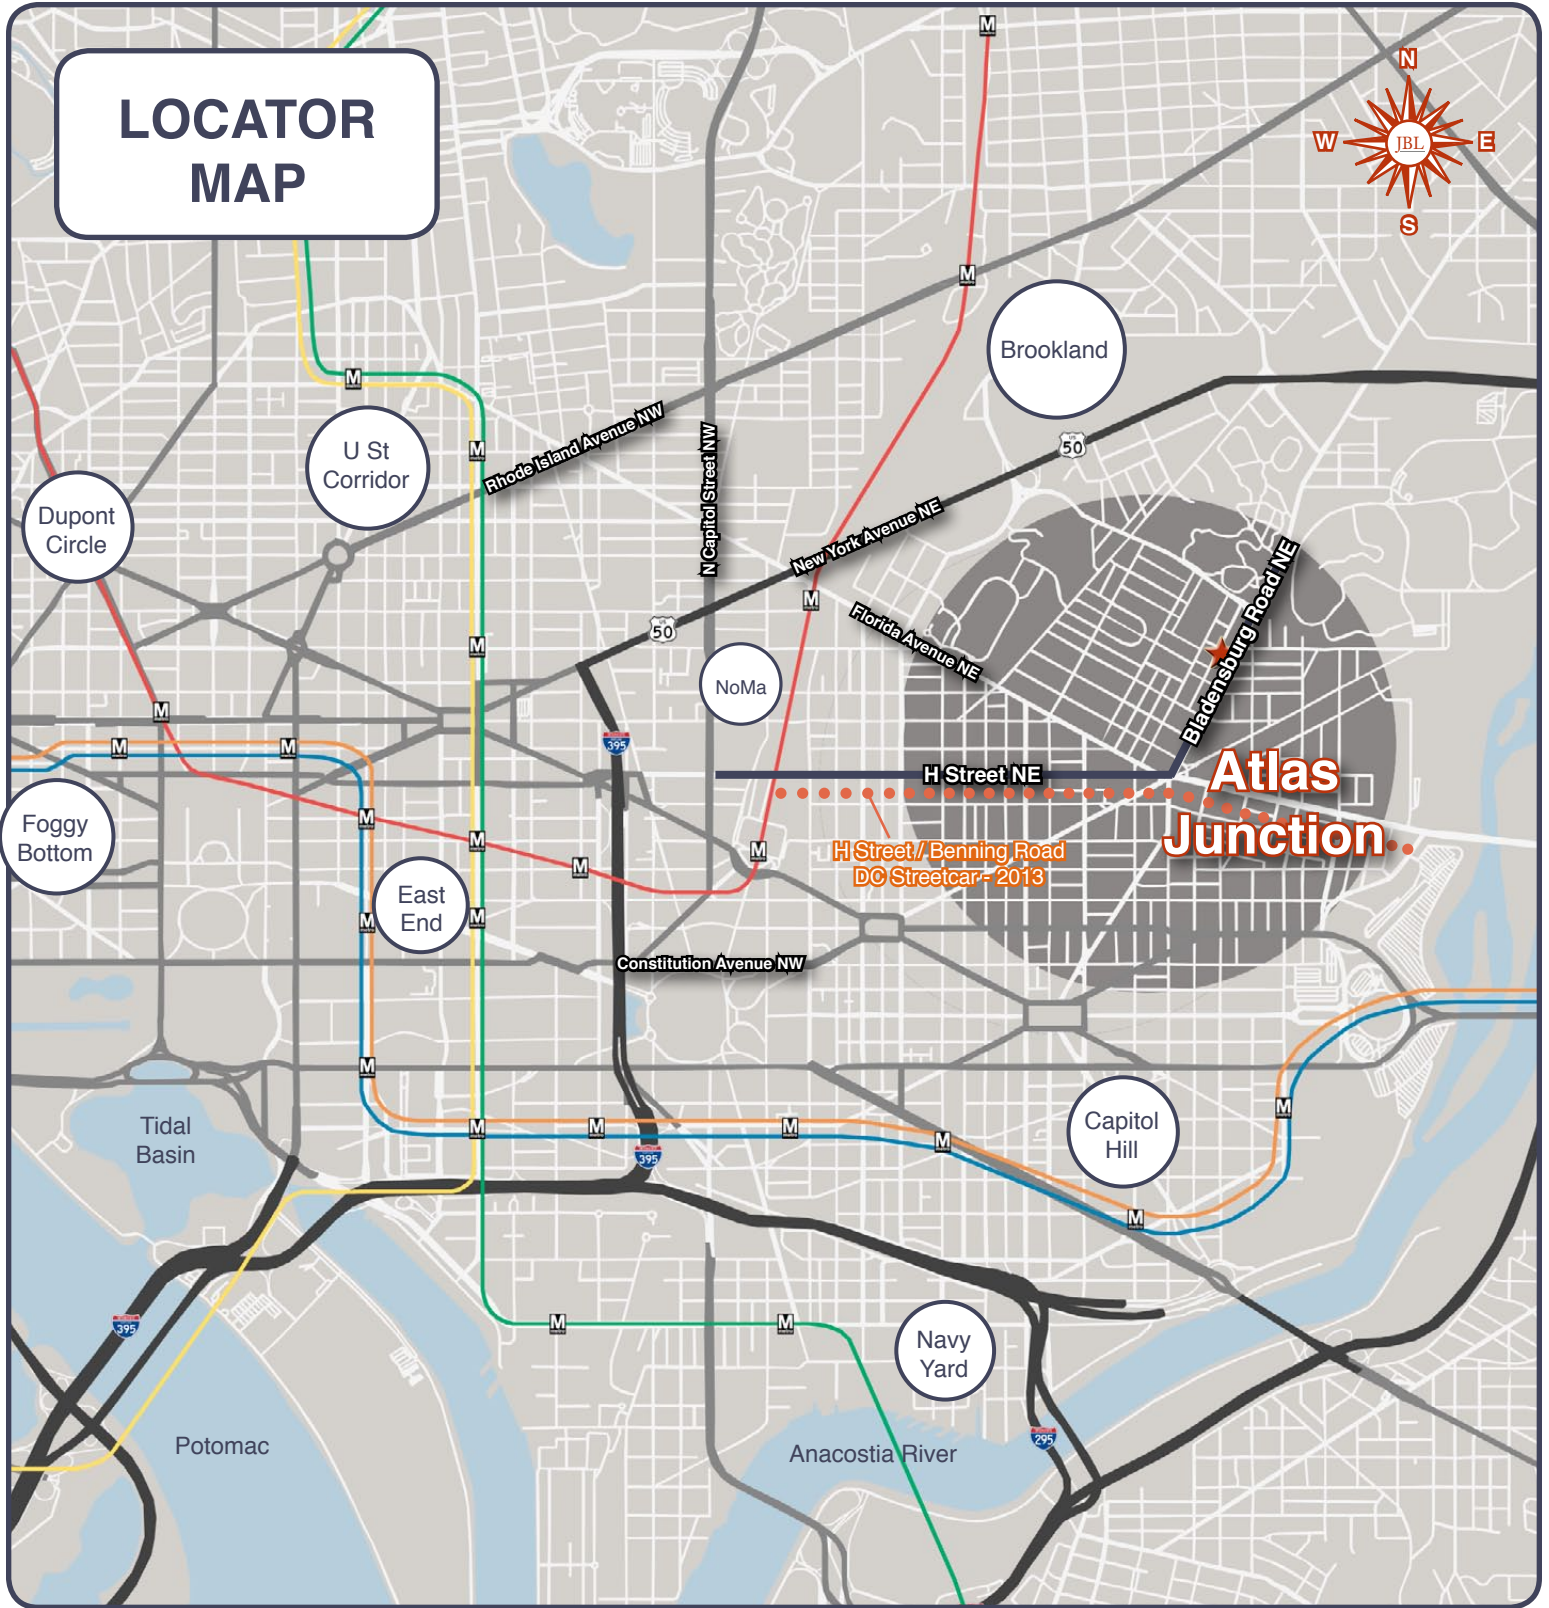 LOCATOR
MAP
M
N
W
JBL
E
S
M
Brookland
M
U St
Corridor
Rhode Island Avenue NW
N Capitol Street NW
M
US
50
Dupont
Circle
New York Avenue NE
M
Florida Avenue NE
Bladensburg Road NE
US
50
M
NoMa
M
M
M
395
H Street NE
Atlas
Junction
H Street / Benning Road
DC Streetcar - 2013
Foggy
Bottom
M
M
M
M
East
End
M
M
Constitution Avenue NW
M
Tidal
Basin
M
M
M
M
M
Capitol
Hill
395
M
395
M
M
Navy
Yard
295
Potomac
Anacostia River